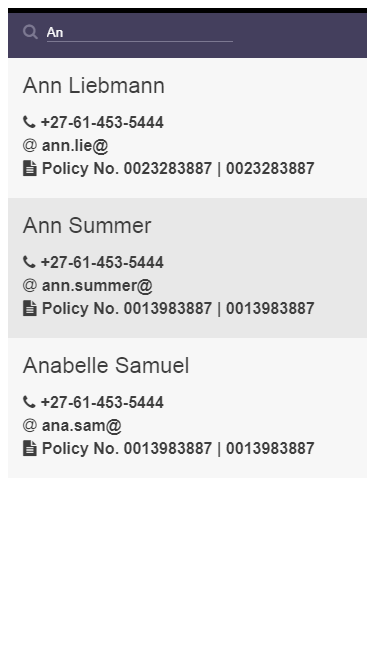 An
Ann Liebmann
+27-61-453-5444
@ ann.lie@
Policy No. 0023283887 | 0023283887
Ann Summer
+27-61-453-5444
@ ann.summer@
Policy No. 0013983887 | 0013983887
Anabelle Samuel
+27-61-453-5444
@ ana.sam@
Policy No. 0013983887 | 0013983887